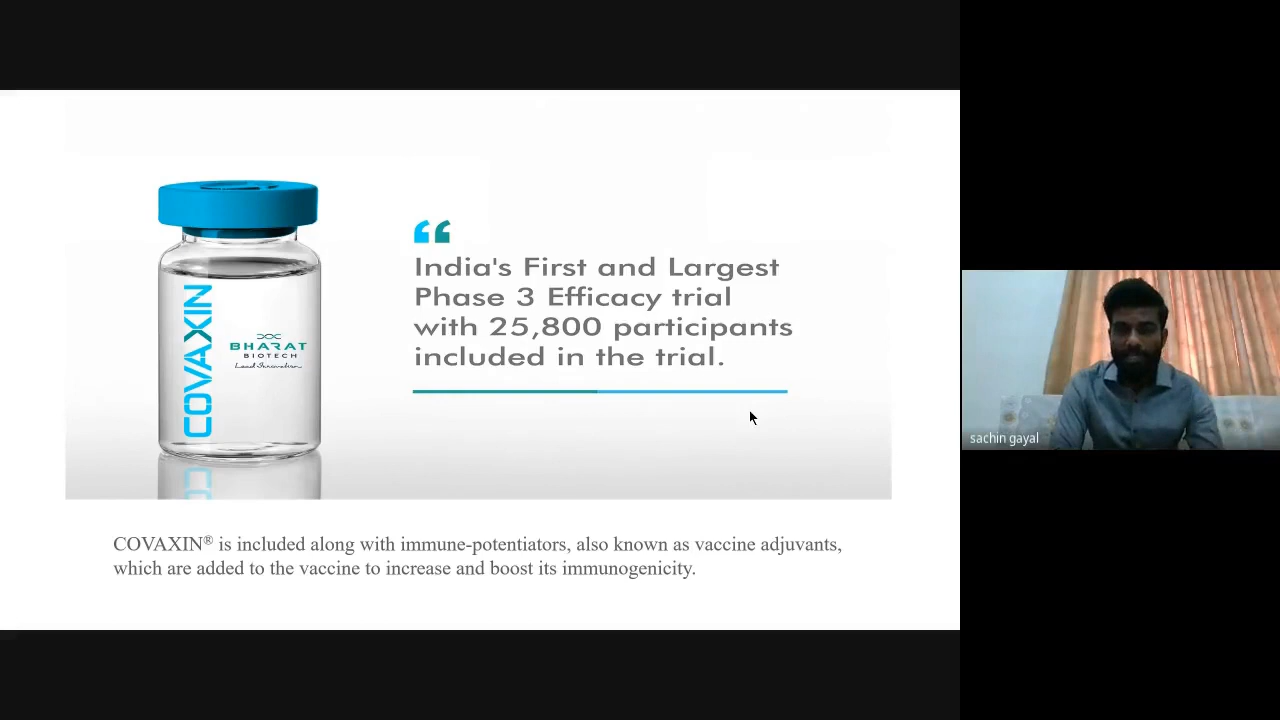 COVAXIN
BHARAT
BIOTECH
Lead Innovation
“
India's First and Largest
Phase 3 Efficacy trial
with 25,800 participants
included in the trial.
COVAXIN® is included along with immune-potentiators, also known as vaccine adjuvants,
which are added to the vaccine to increase and boost its immunogenicity.
sachin gayal